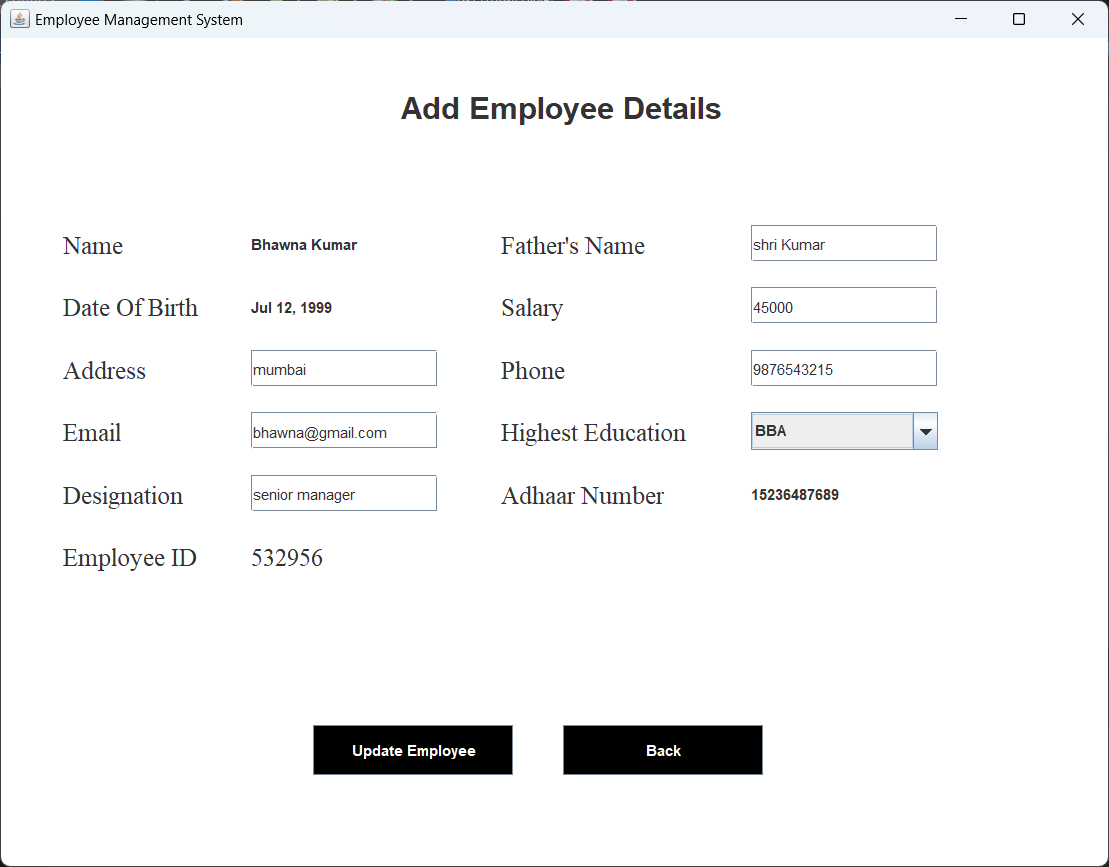 Employee Management System
Add Employee Details
Name Bhawna Kumar Father's Name shri Kumar
Date Of Birth Jul 12, 1999 Salary 45000
Address mumbai Phone 9876543215
Email bhawna@gmail.com Highest Education BBA
Designation senior manager Adhaar Number 15236487689
Employee ID 532956
Update Employee Back